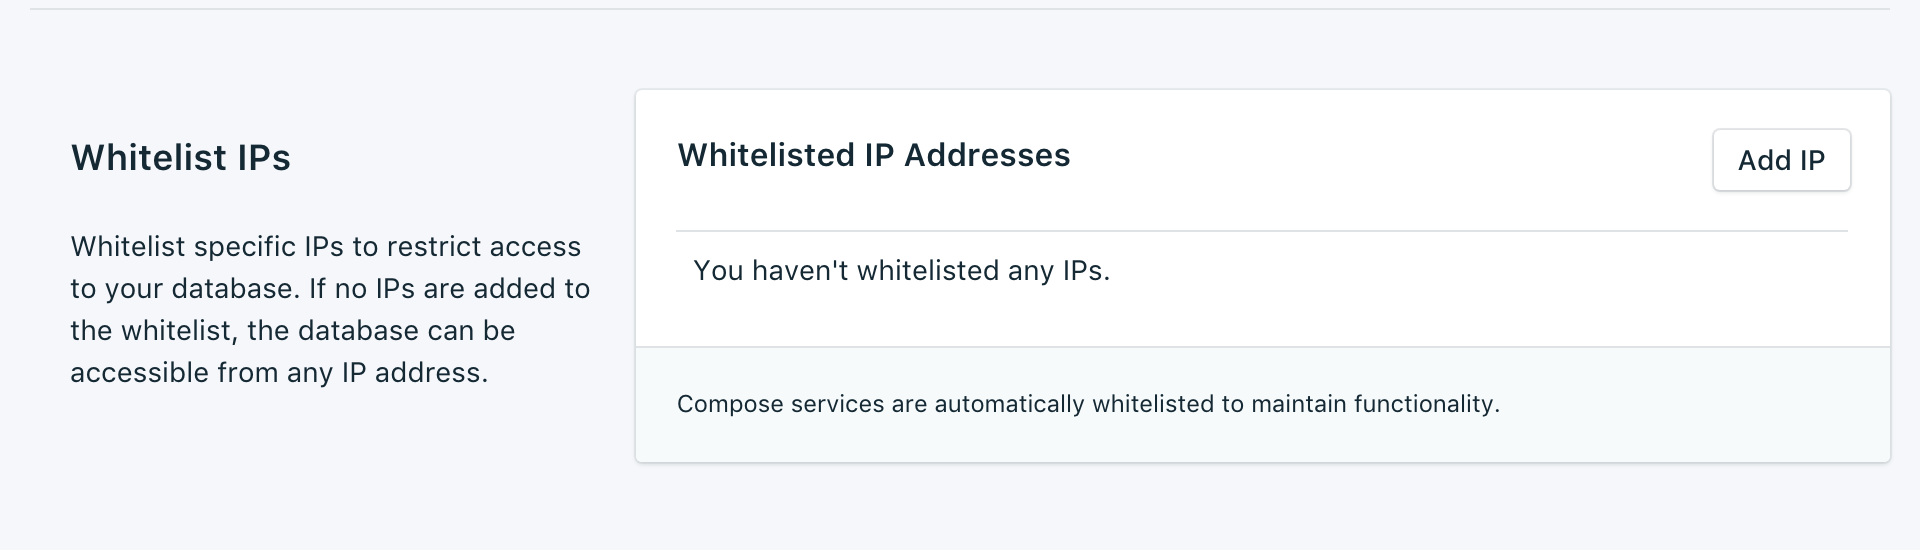 Whitelist IPs
Whitelist specific IPs to restrict access
to your database. If no IPs are added to
the whitelist, the database can be
accessible from any IP address.
Whitelisted IP Addresses
Add IP
You haven't whitelisted any IPs.
Compose services are automatically whitelisted to maintain functionality.